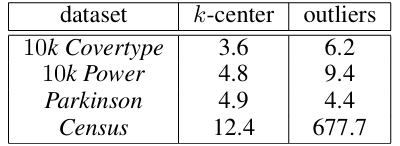 dataset k-center outliers
10k Covertype 3.6 6.2
10k Power 4.8 9.4
Parkinson 4.9 4.4
Census 12.4 677.7